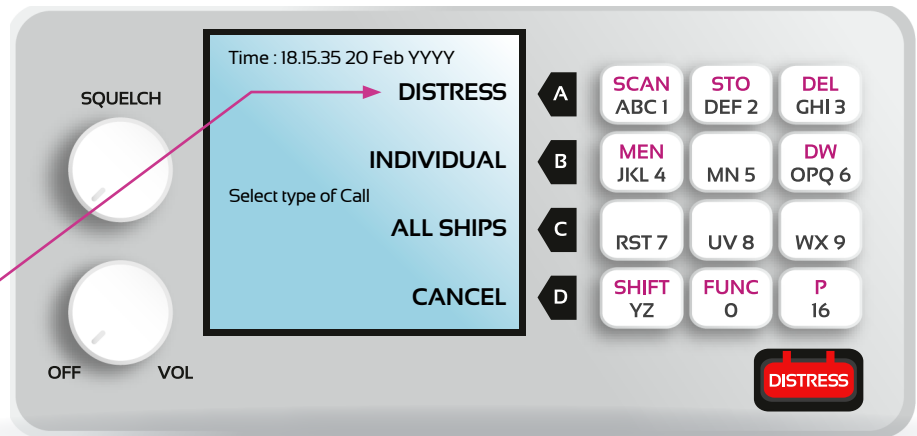 Time : 18.15.35 20 Feb YYYY
DISTRESS
INDIVIDUAL
Select type of Call
ALL SHIPS
CANCEL
SQUELCH
OFF VOL
A
B
C
D
SCAN STO DEL
ABC 1 DEF 2 GHI 3
MEN DW
JKL 4 MN 5 OPQ 6
RST 7 UV 8 WX 9
SHIFT FUNC P
YZ 0 16
DISTRESS